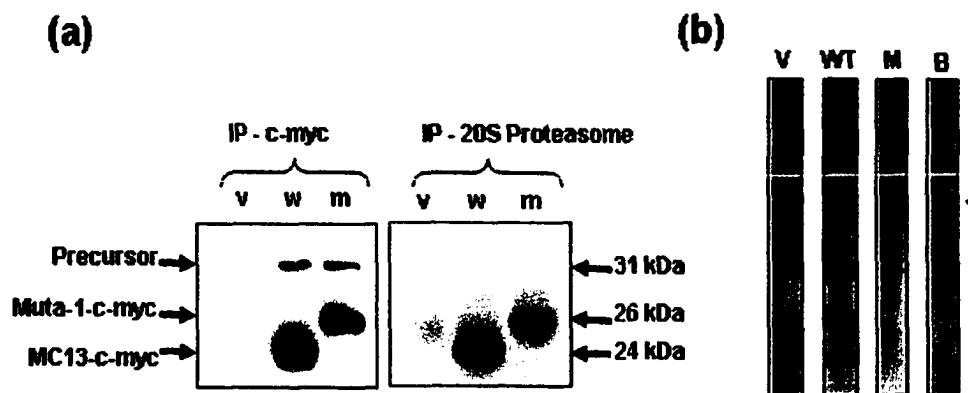 (a)
IP - c-myc
IP - 20S Proteasome
v w m
v w m
Precursor
31 kDa
Muta-1-c-myc
26 kDa
MC13-c-myc
24 kDa
(b)
V WT M B